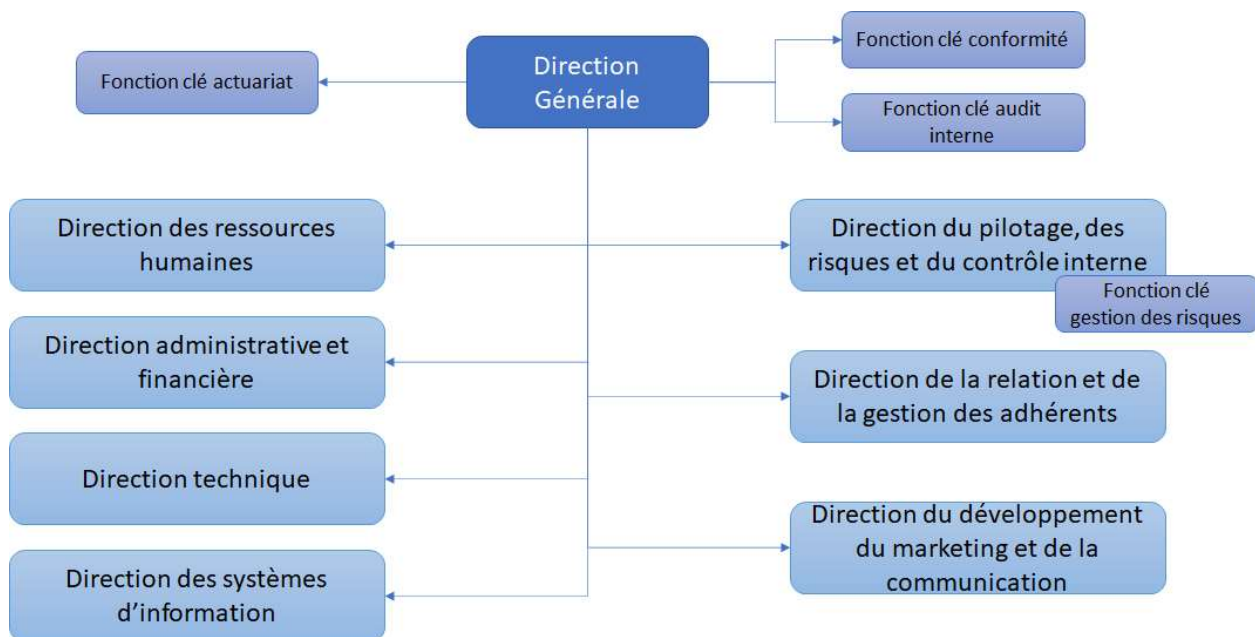 Fonction clé conformité
Direction
Générale
Fonction clé actuariat
Fonction clé audit
interne
Direction des ressources
humaines
Direction du pilotage, des
risques et du contrôle interne
Fonction clé
gestion des risques
Direction administrative et
financière
Direction de la relation et de
la gestion des adhérents
Direction technique
Direction du développement
du marketing et de la
communication
Direction des systèmes
d’information